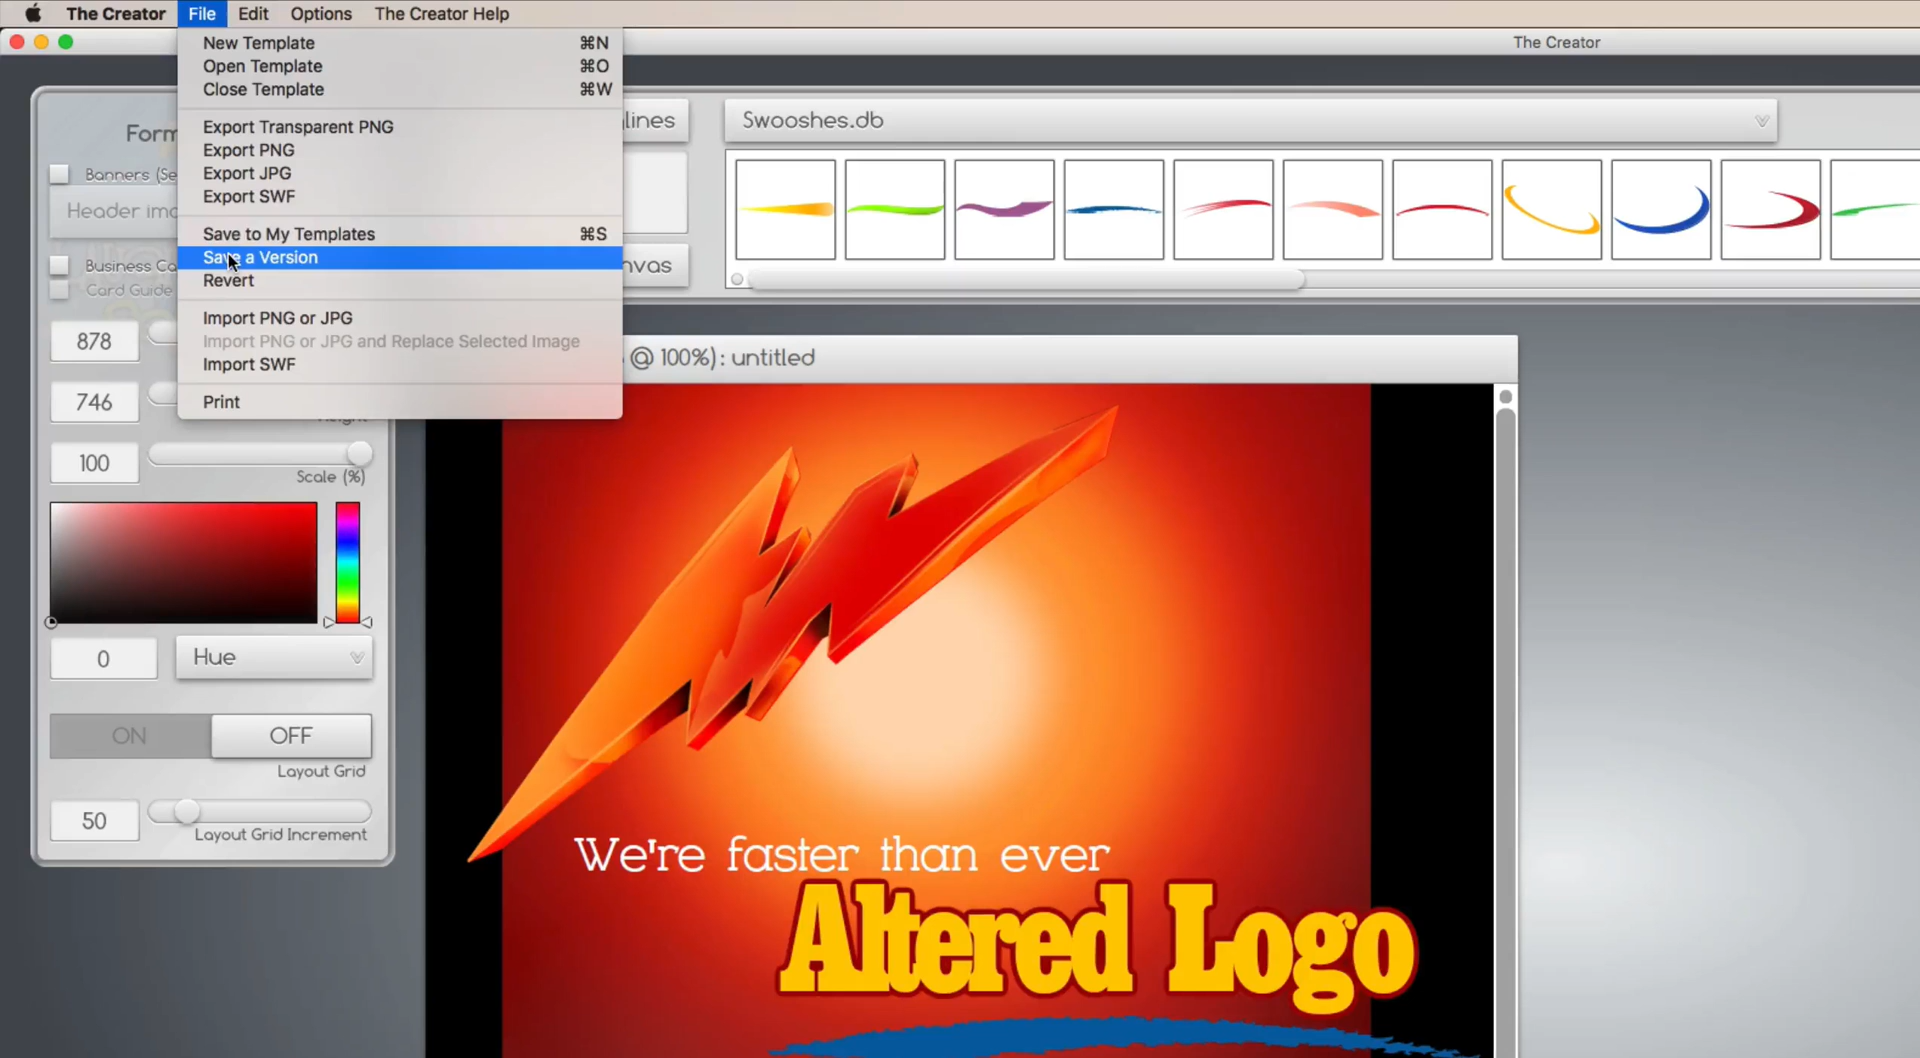 The Creator File Edit Options The Creator Help
The Creator
New Template ⌘N
Open Template ⌘O
Close Template ⌘W
Export Transparent PNG
Export PNG
Export JPG
Export SWF
Save to My Templates ⌘S
Save a Version
Revert
Import PNG or JPG
Import PNG or JPG and Replace Selected Image
Import SWF
Print
Form
Banners (Se
Header ima
Business Ca
Card Guide
878
746
Height
100
Scale (%)
0
Hue
ON
OFF
Layout Grid
50
Layout Grid Increment
lines
nvas
Swooshes.db
@ 100%): untitled
We're faster than ever
Altered Logo